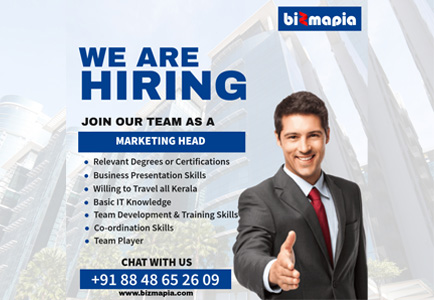 bizmapia
WE ARE
HIRING
JOIN OUR TEAM AS A
MARKETING HEAD
Relevant Degrees or Certifications
Business Presentation Skills
Willing to Travel all Kerala
Basic IT Knowledge
Team Development & Training Skills
Co-ordination Skills
Team Player
CHAT WITH US
+91 88 48 65 26 09
www.bizmapia.com